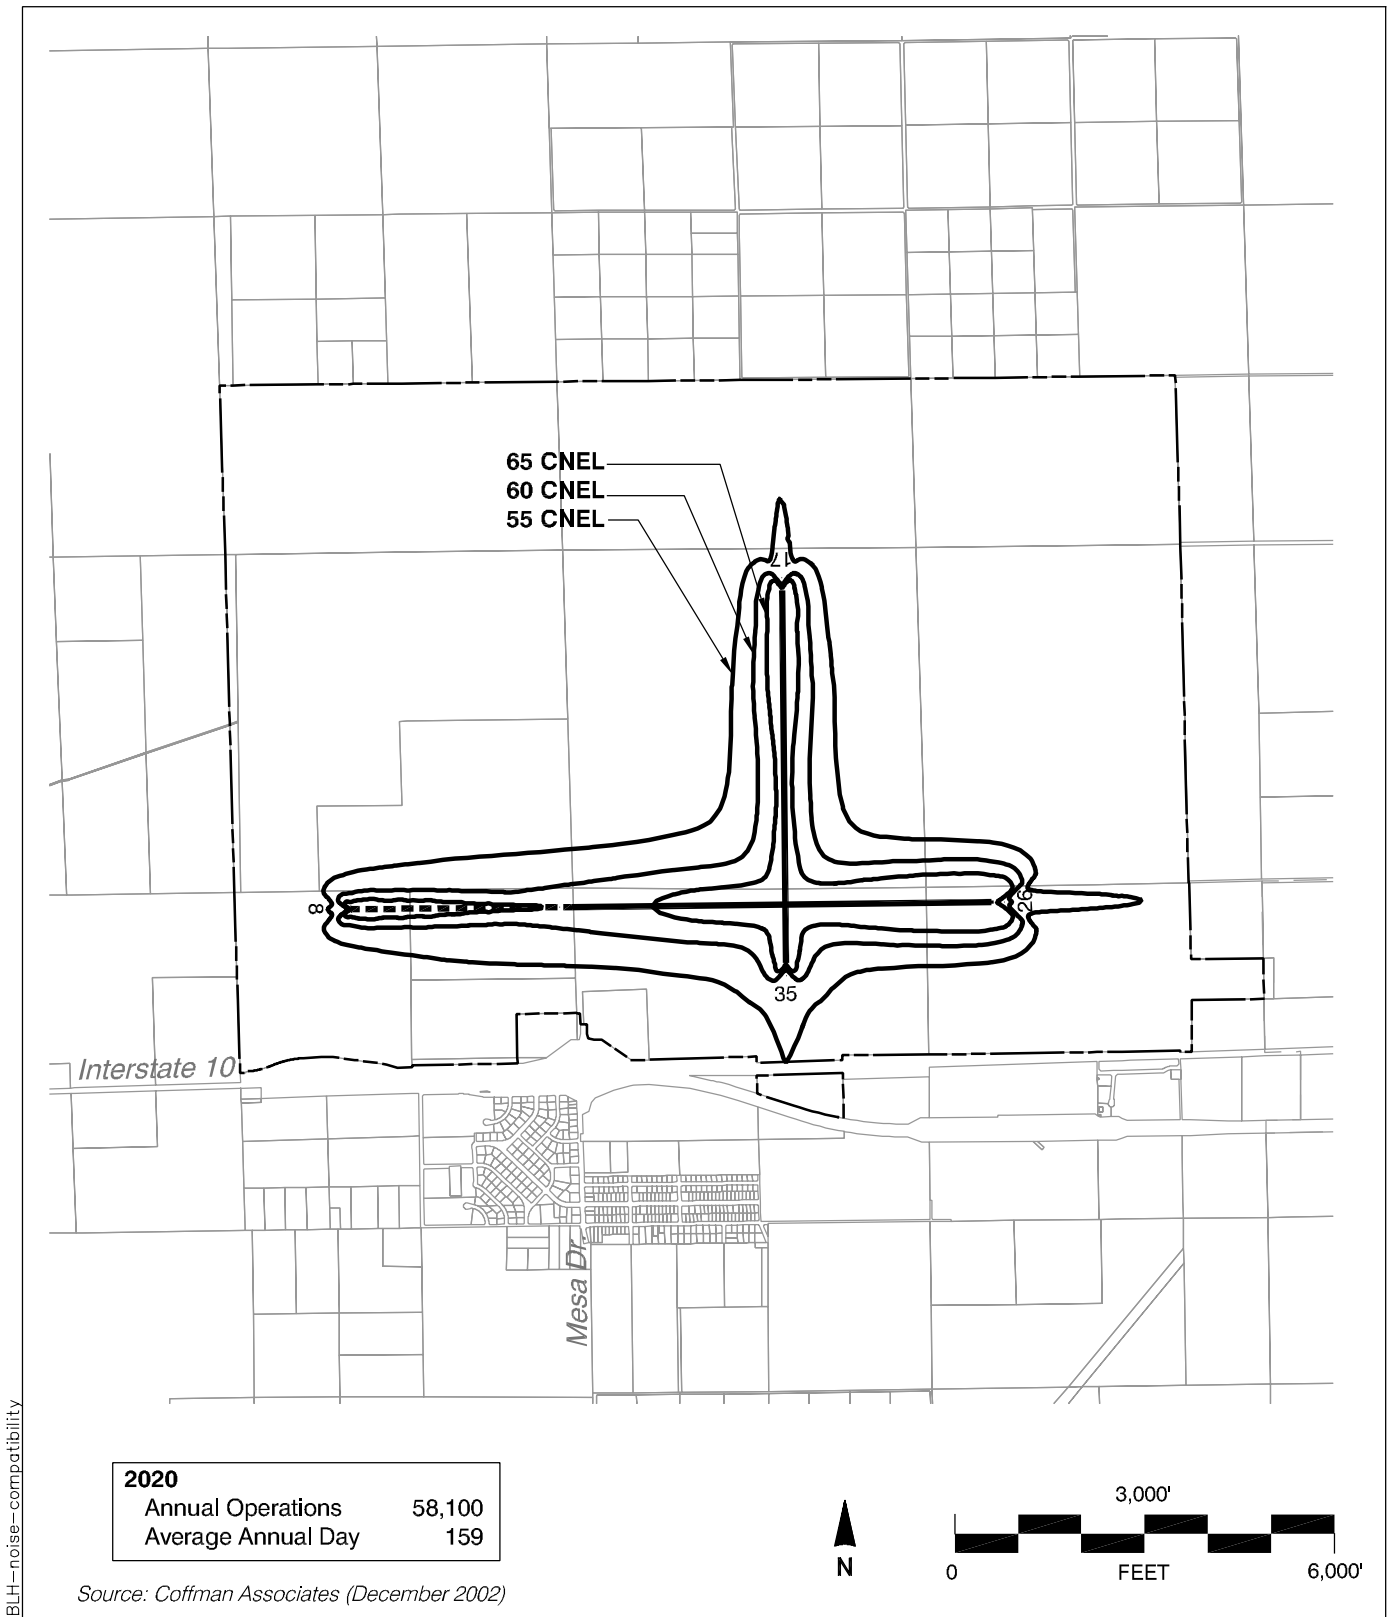 65 CNEL
60 CNEL
55 CNEL
17
8
26
35
Interstate 10
Mesa Dr.
BLH-noise-compatibility
2020
Annual Operations 58,100
Average Annual Day 159
Source: Coffman Associates (December 2002)
N
3,000'
0 FEET 6,000'